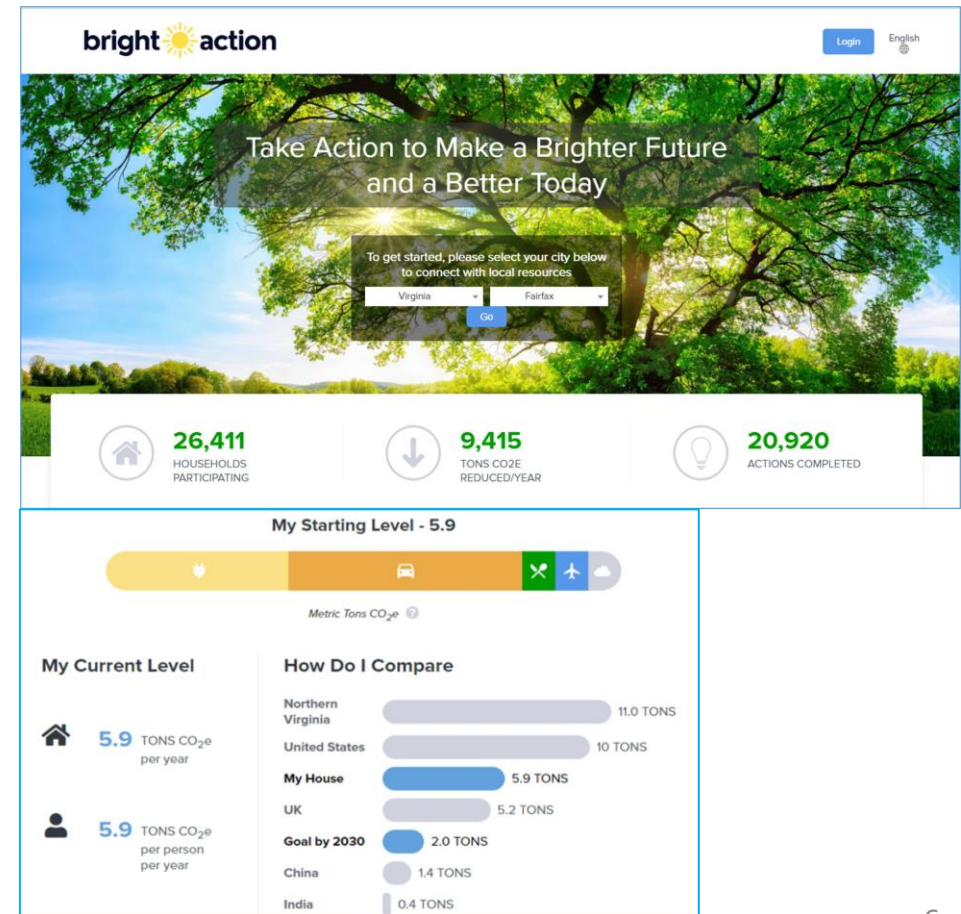 bright action
Login
English
Take Action to Make a Brighter Future
and a Better Today
To get started, please select your city below
to connect with local resources
Virginia
Fairfax
Go
26,411
HOUSEHOLDS
PARTICIPATING
9,415
TONS CO2E
REDUCED/YEAR
20,920
ACTIONS COMPLETED
My Starting Level - 5.9
Metric Tons CO2e ?
My Current Level
5.9 TONS CO2e
per year
5.9 TONS CO2e
per person
per year
How Do I Compare
Northern
Virginia
11.0 TONS
United States
10 TONS
My House
5.9 TONS
UK
5.2 TONS
Goal by 2030
2.0 TONS
China
1.4 TONS
India
0.4 TONS